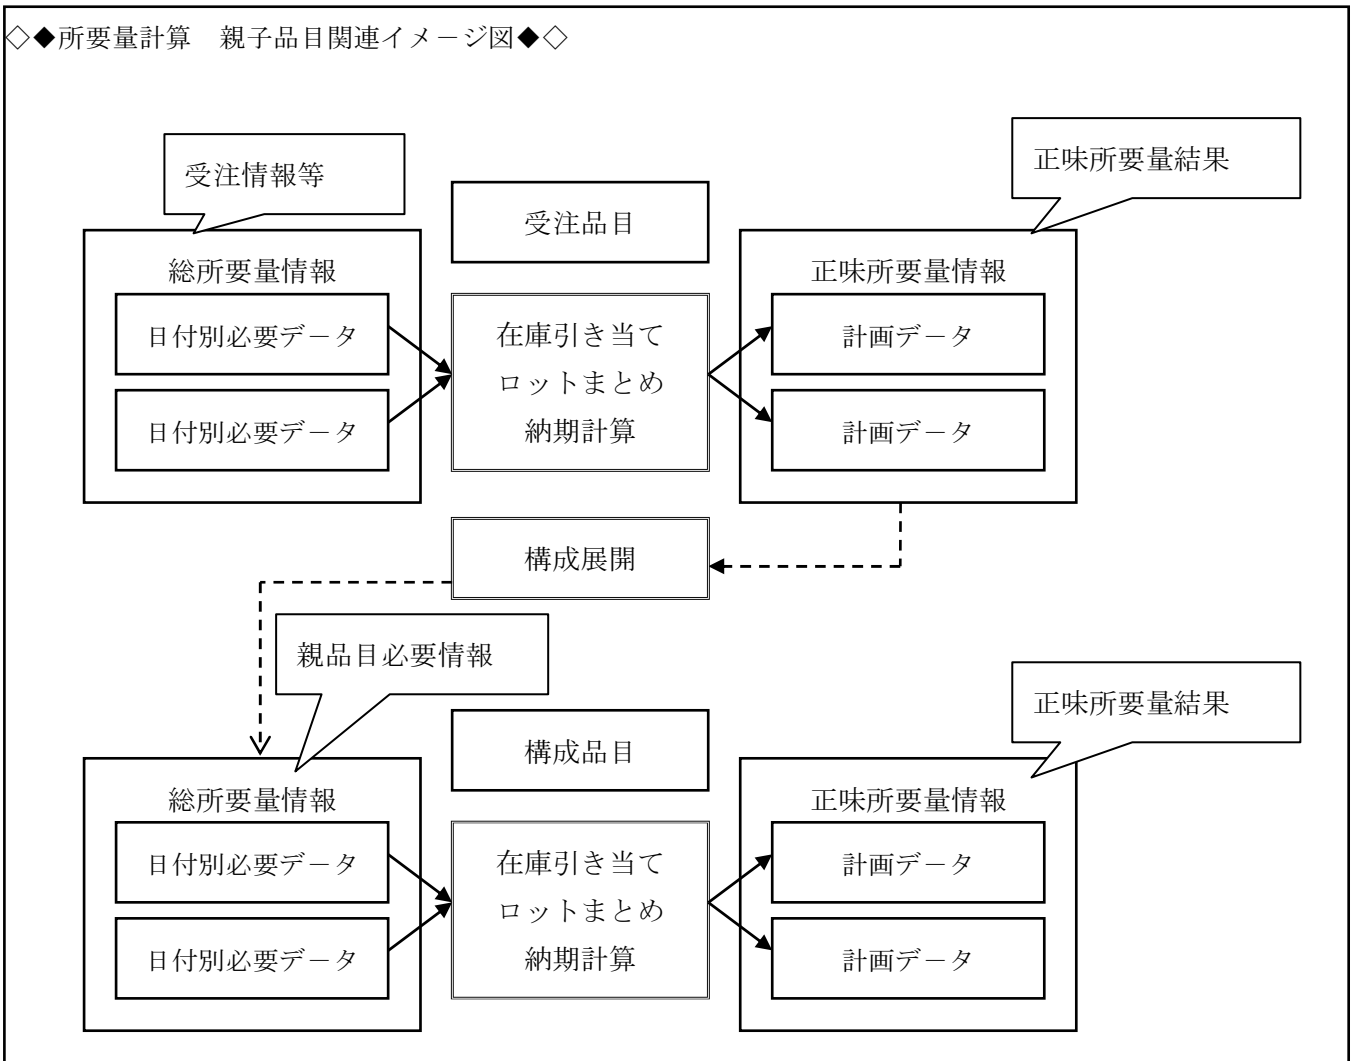 ◇◆所要量計算　親子品目関連イメージ図◆◇
受注情報等
正味所要量結果
受注品目
総所要量情報
正味所要量情報
日付別必要データ
日付別必要データ
在庫引き当て
ロットまとめ
納期計算
計画データ
計画データ
構成展開
親品目必要情報
正味所要量結果
構成品目
総所要量情報
正味所要量情報
日付別必要データ
日付別必要データ
在庫引き当て
ロットまとめ
納期計算
計画データ
計画データ